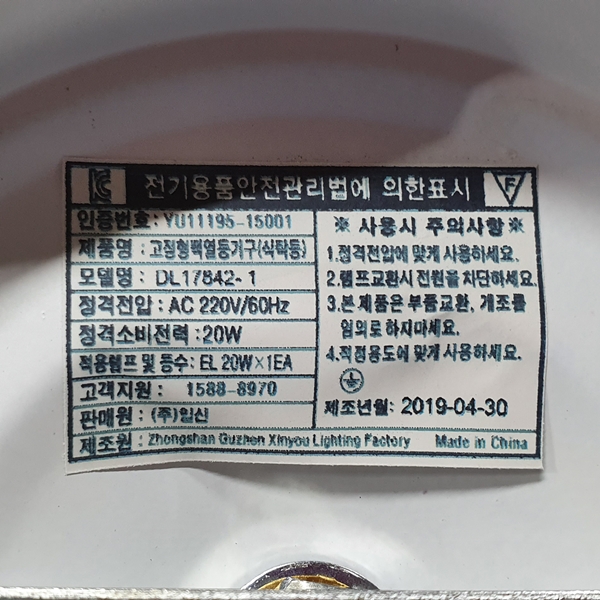 KC 전기용품안전관리법에 의한표시 F
인증번호: YU11195-15001
제품명 : 고정형백열등기구(식탁등)
모델명 : DL17842-1
정격전압 : AC 220V/60Hz
정격소비전력 : 20W
적용램프 및 등수: EL 20W×1EA
고객지원 : 1588-8970
판매원 : (주)일신
※ 사용시 주의사항 ※
1.정격전압에 맞게 사용하세요.
2.램프교환시 전원을 차단하세요.
3.본 제품은 부품교환, 개조를
임의로 하지마세요.
4.적정용도에 맞게 사용하세요.
제조년월: 2019-04-30
제조원 : Zhongshan Guzhen Xinyou Lighting Factory Made in China